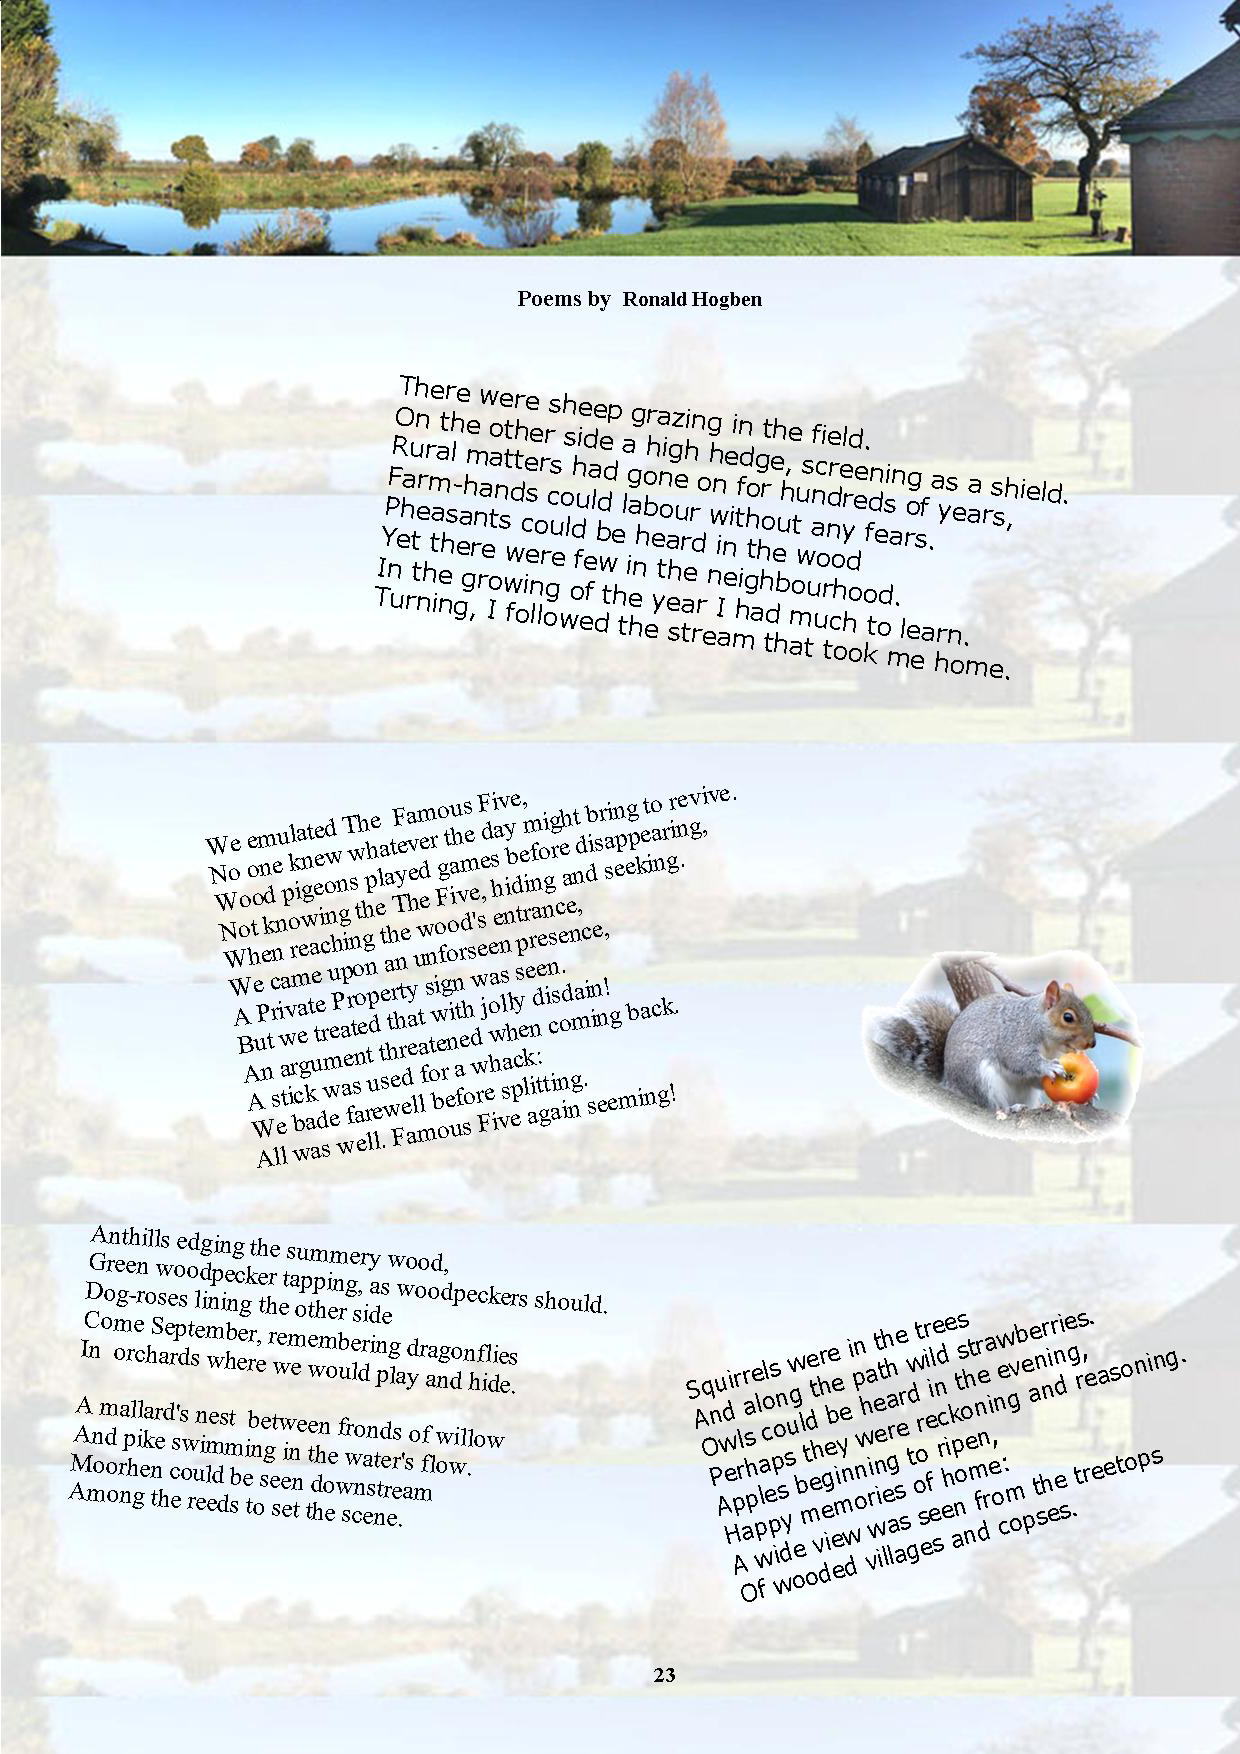 Poems by Ronald Hogben
There were sheep grazing in the field.
On the other side a high hedge, screening as a shield.
Rural matters had gone on for hundreds of years,
Farm-hands could labour without any fears.
Pheasants could be heard in the wood
Yet there were few in the neighbourhood.
In the growing of the year I had much to learn.
Turning, I followed the stream that took me home.
We emulated The Famous Five,
No one knew whatever the day might bring to revive.
Wood pigeons played games before disappearing,
Not knowing the The Five, hiding and seeking.
When reaching the wood's entrance,
We came upon an unforseen presence,
A Private Property sign was seen.
But we treated that with jolly disdain!
An argument threatened when coming back.
A stick was used for a whack:
We bade farewell before splitting.
All was well. Famous Five again seeming!
Anthills edging the summery wood,
Green woodpecker tapping, as woodpeckers should.
Dog-roses lining the other side
Come September, remembering dragonflies
In orchards where we would play and hide.
A mallard's nest between fronds of willow
And pike swimming in the water's flow.
Moorhen could be seen downstream
Among the reeds to set the scene.
Squirrels were in the trees
And along the path wild strawberries.
Owls could be heard in the evening,
Perhaps they were reckoning and reasoning.
Apples beginning to ripen,
Happy memories of home:
A wide view was seen from the treetops
Of wooded villages and copses.
23